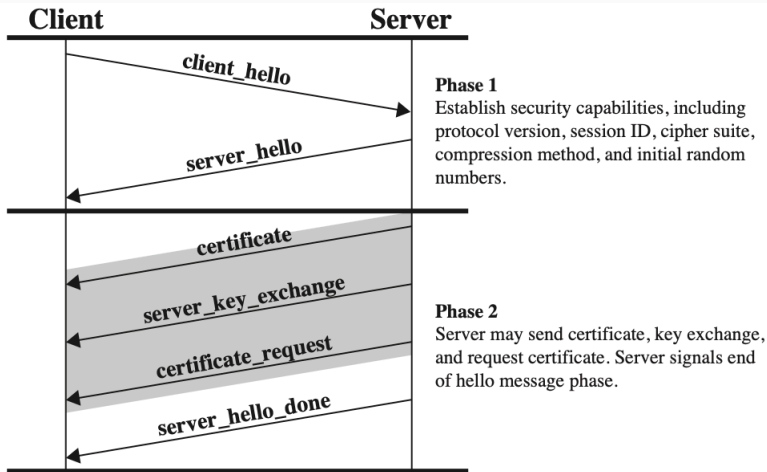 Client
Server
client_hello
Phase 1
Establish security capabilities, including
protocol version, session ID, cipher suite,
compression method, and initial random
numbers.
server_hello
certificate
server_key_exchange
certificate_request
server_hello_done
Phase 2
Server may send certificate, key exchange,
and request certificate. Server signals end
of hello message phase.